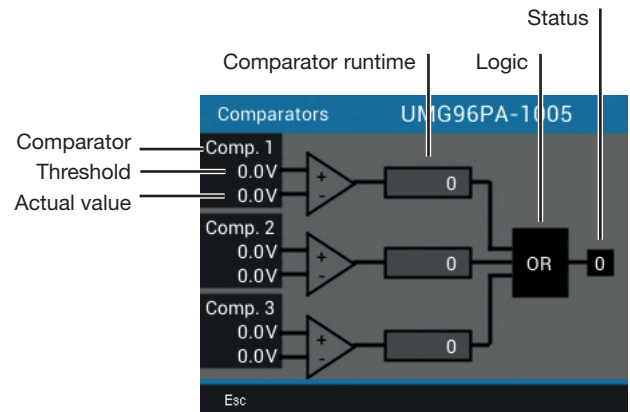 Status
Comparator runtime
Logic
Comparators UMG96PA-1005
Comparator
Threshold
Actual value
Comp. 1
0.0V
0.0V
+
-
0
Comp. 2
0.0V
0.0V
+
-
0
OR
0
Comp. 3
0.0V
0.0V
+
-
0
Esc